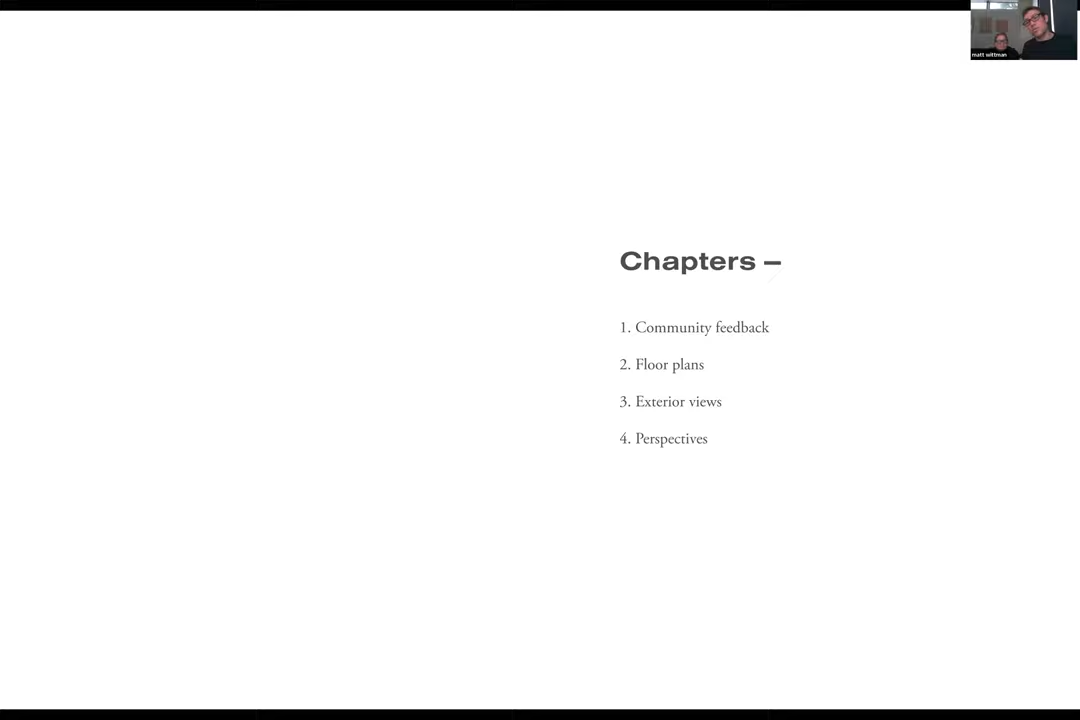 matt wittman
Chapters –
1. Community feedback
2. Floor plans
3. Exterior views
4. Perspectives